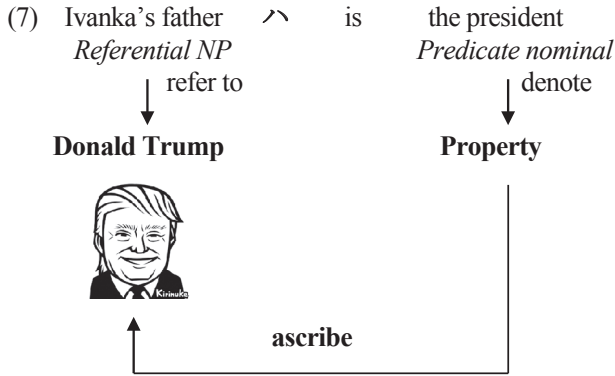 (7) Ivanka's father ハ is the president
Referential NP Predicate nominal
refer to denote
Donald Trump Property
Kirinuke
ascribe